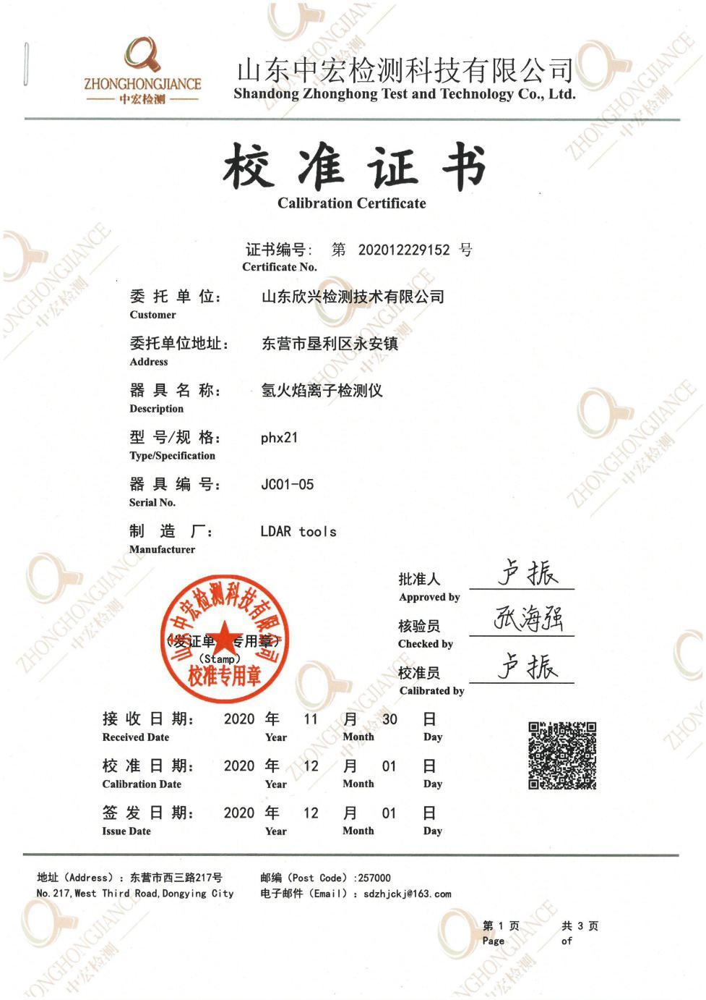 ZHONGHONGJIANCE
中宏检测
山东中宏检测科技有限公司
Shandong Zhonghong Test and Technology Co., Ltd.
校准证书
Calibration Certificate
证书编号: 第 202012229152 号
Certificate No.
委托单位: 山东欣兴检测技术有限公司
Customer
委托单位地址: 东营市垦利区永安镇
Address
器具名称: 氢火焰离子检测仪
Description
型号/规格: phx21
Type/Specification
器具编号: JC01-05
Serial No.
制造厂: LDAR tools
Manufacturer
山东中宏检测科技有限公司
(发证单 专用章)
(Stamp)
校准专用章
批准人 卢振
Approved by
核验员 张海强
Checked by
校准员 卢振
Calibrated by
接收日期: 2020 年 11 月 30 日
Received Date Year Month Day
校准日期: 2020 年 12 月 01 日
Calibration Date Year Month Day
签发日期: 2020 年 12 月 01 日
Issue Date Year Month Day
地址 (Address) : 东营市西三路217号 邮编 (Post Code) :257000
No.217,West Third Road,Dongying City 电子邮件 (Email) : sdzhjckj@163.com
第 1 页 共 3 页
Page of